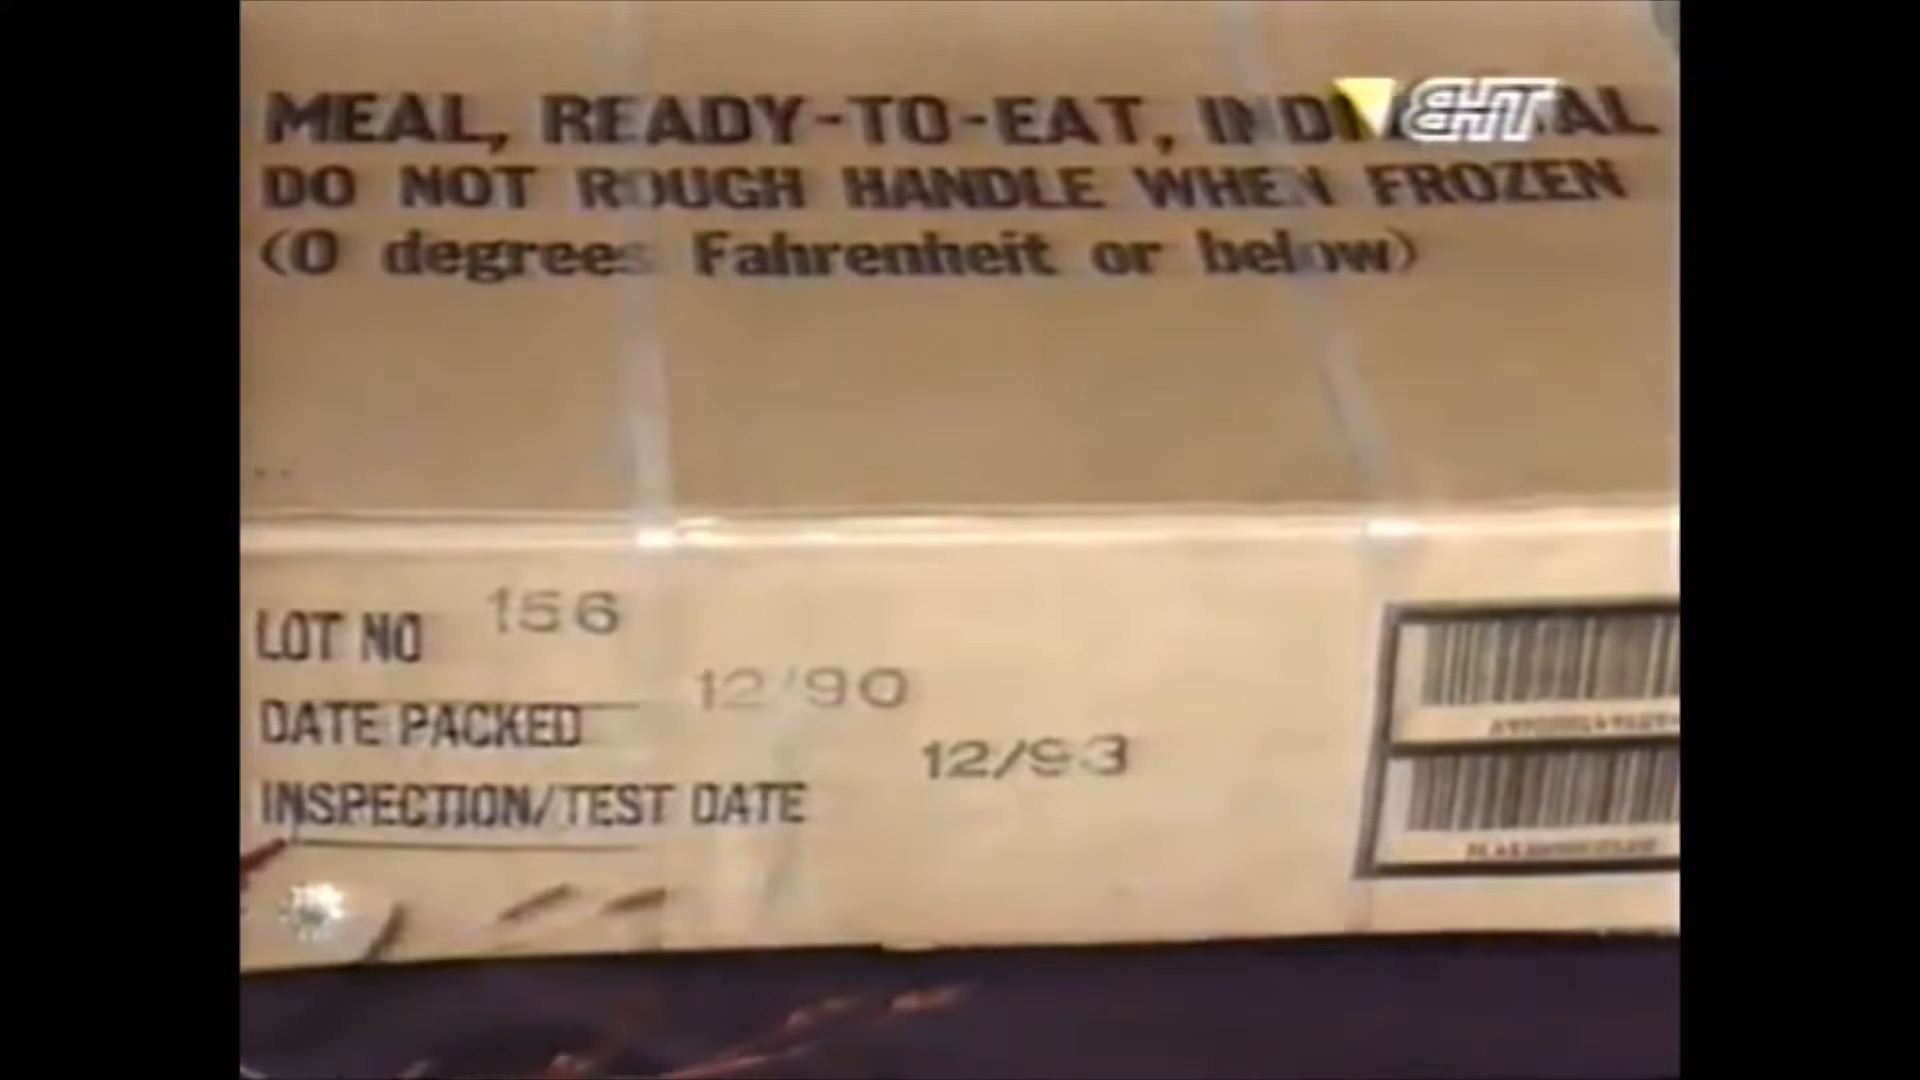 MEAL, READY-TO-EAT, INDIVIDUAL
DO NOT ROUGH HANDLE WHEN FROZEN
(0 degrees Fahrenheit or below)
LOT NO 156
DATE PACKED 12/90
INSPECTION/TEST DATE 12/93